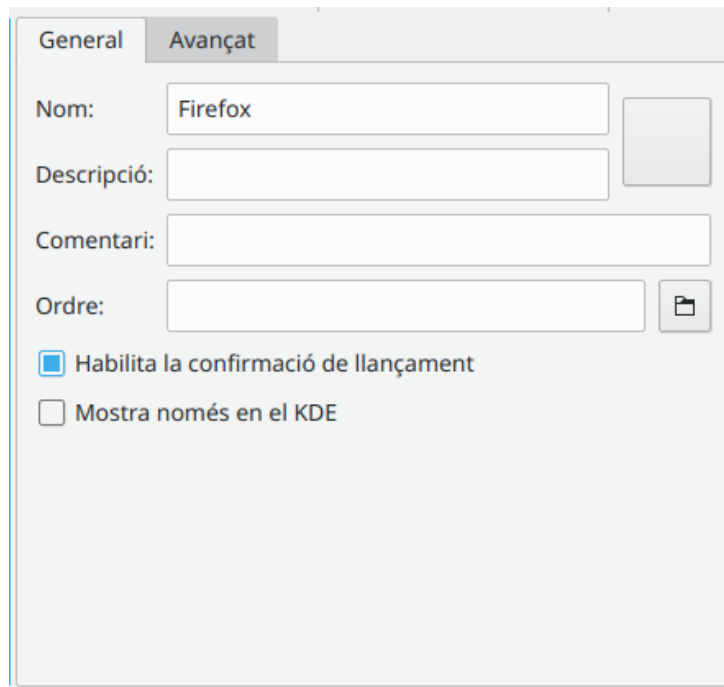 General Avançat
Nom: Firefox
Descripció:
Comentari:
Ordre:
Habilita la confirmació de llançament
Mostra només en el KDE